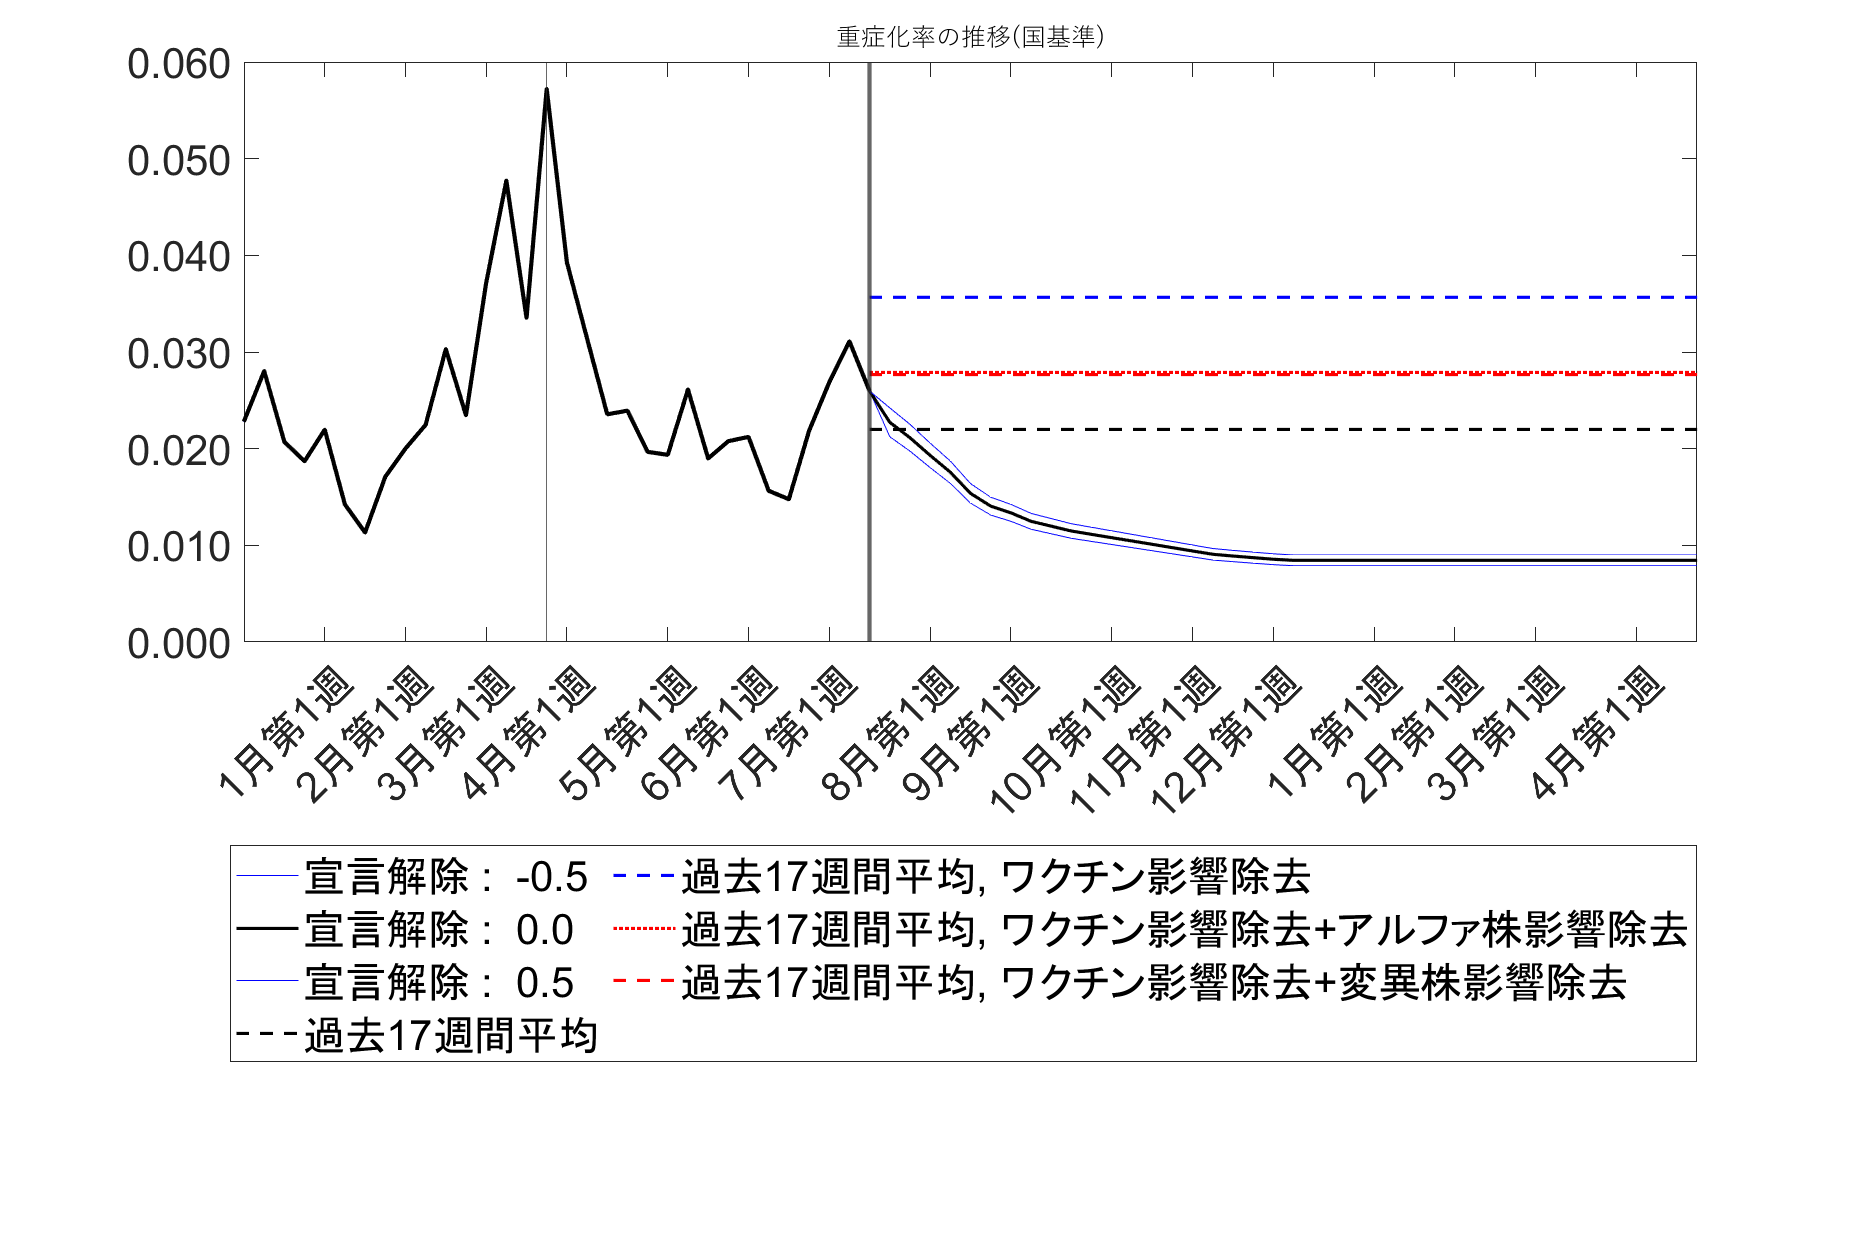 重症化率の推移(国基準)
0.060
0.050
0.040
0.030
0.020
0.010
0.000
1月第1週
2月第1週
3月第1週
4月第1週
5月第1週
6月第1週
7月第1週
8月第1週
9月第1週
10月第1週
11月第1週
12月第1週
1月第1週
2月第1週
3月第1週
4月第1週
宣言解除： -0.5
宣言解除： 0.0
宣言解除： 0.5
過去17週間平均
過去17週間平均, ワクチン影響除去
過去17週間平均, ワクチン影響除去+アルファ株影響除去
過去17週間平均, ワクチン影響除去+変異株影響除去